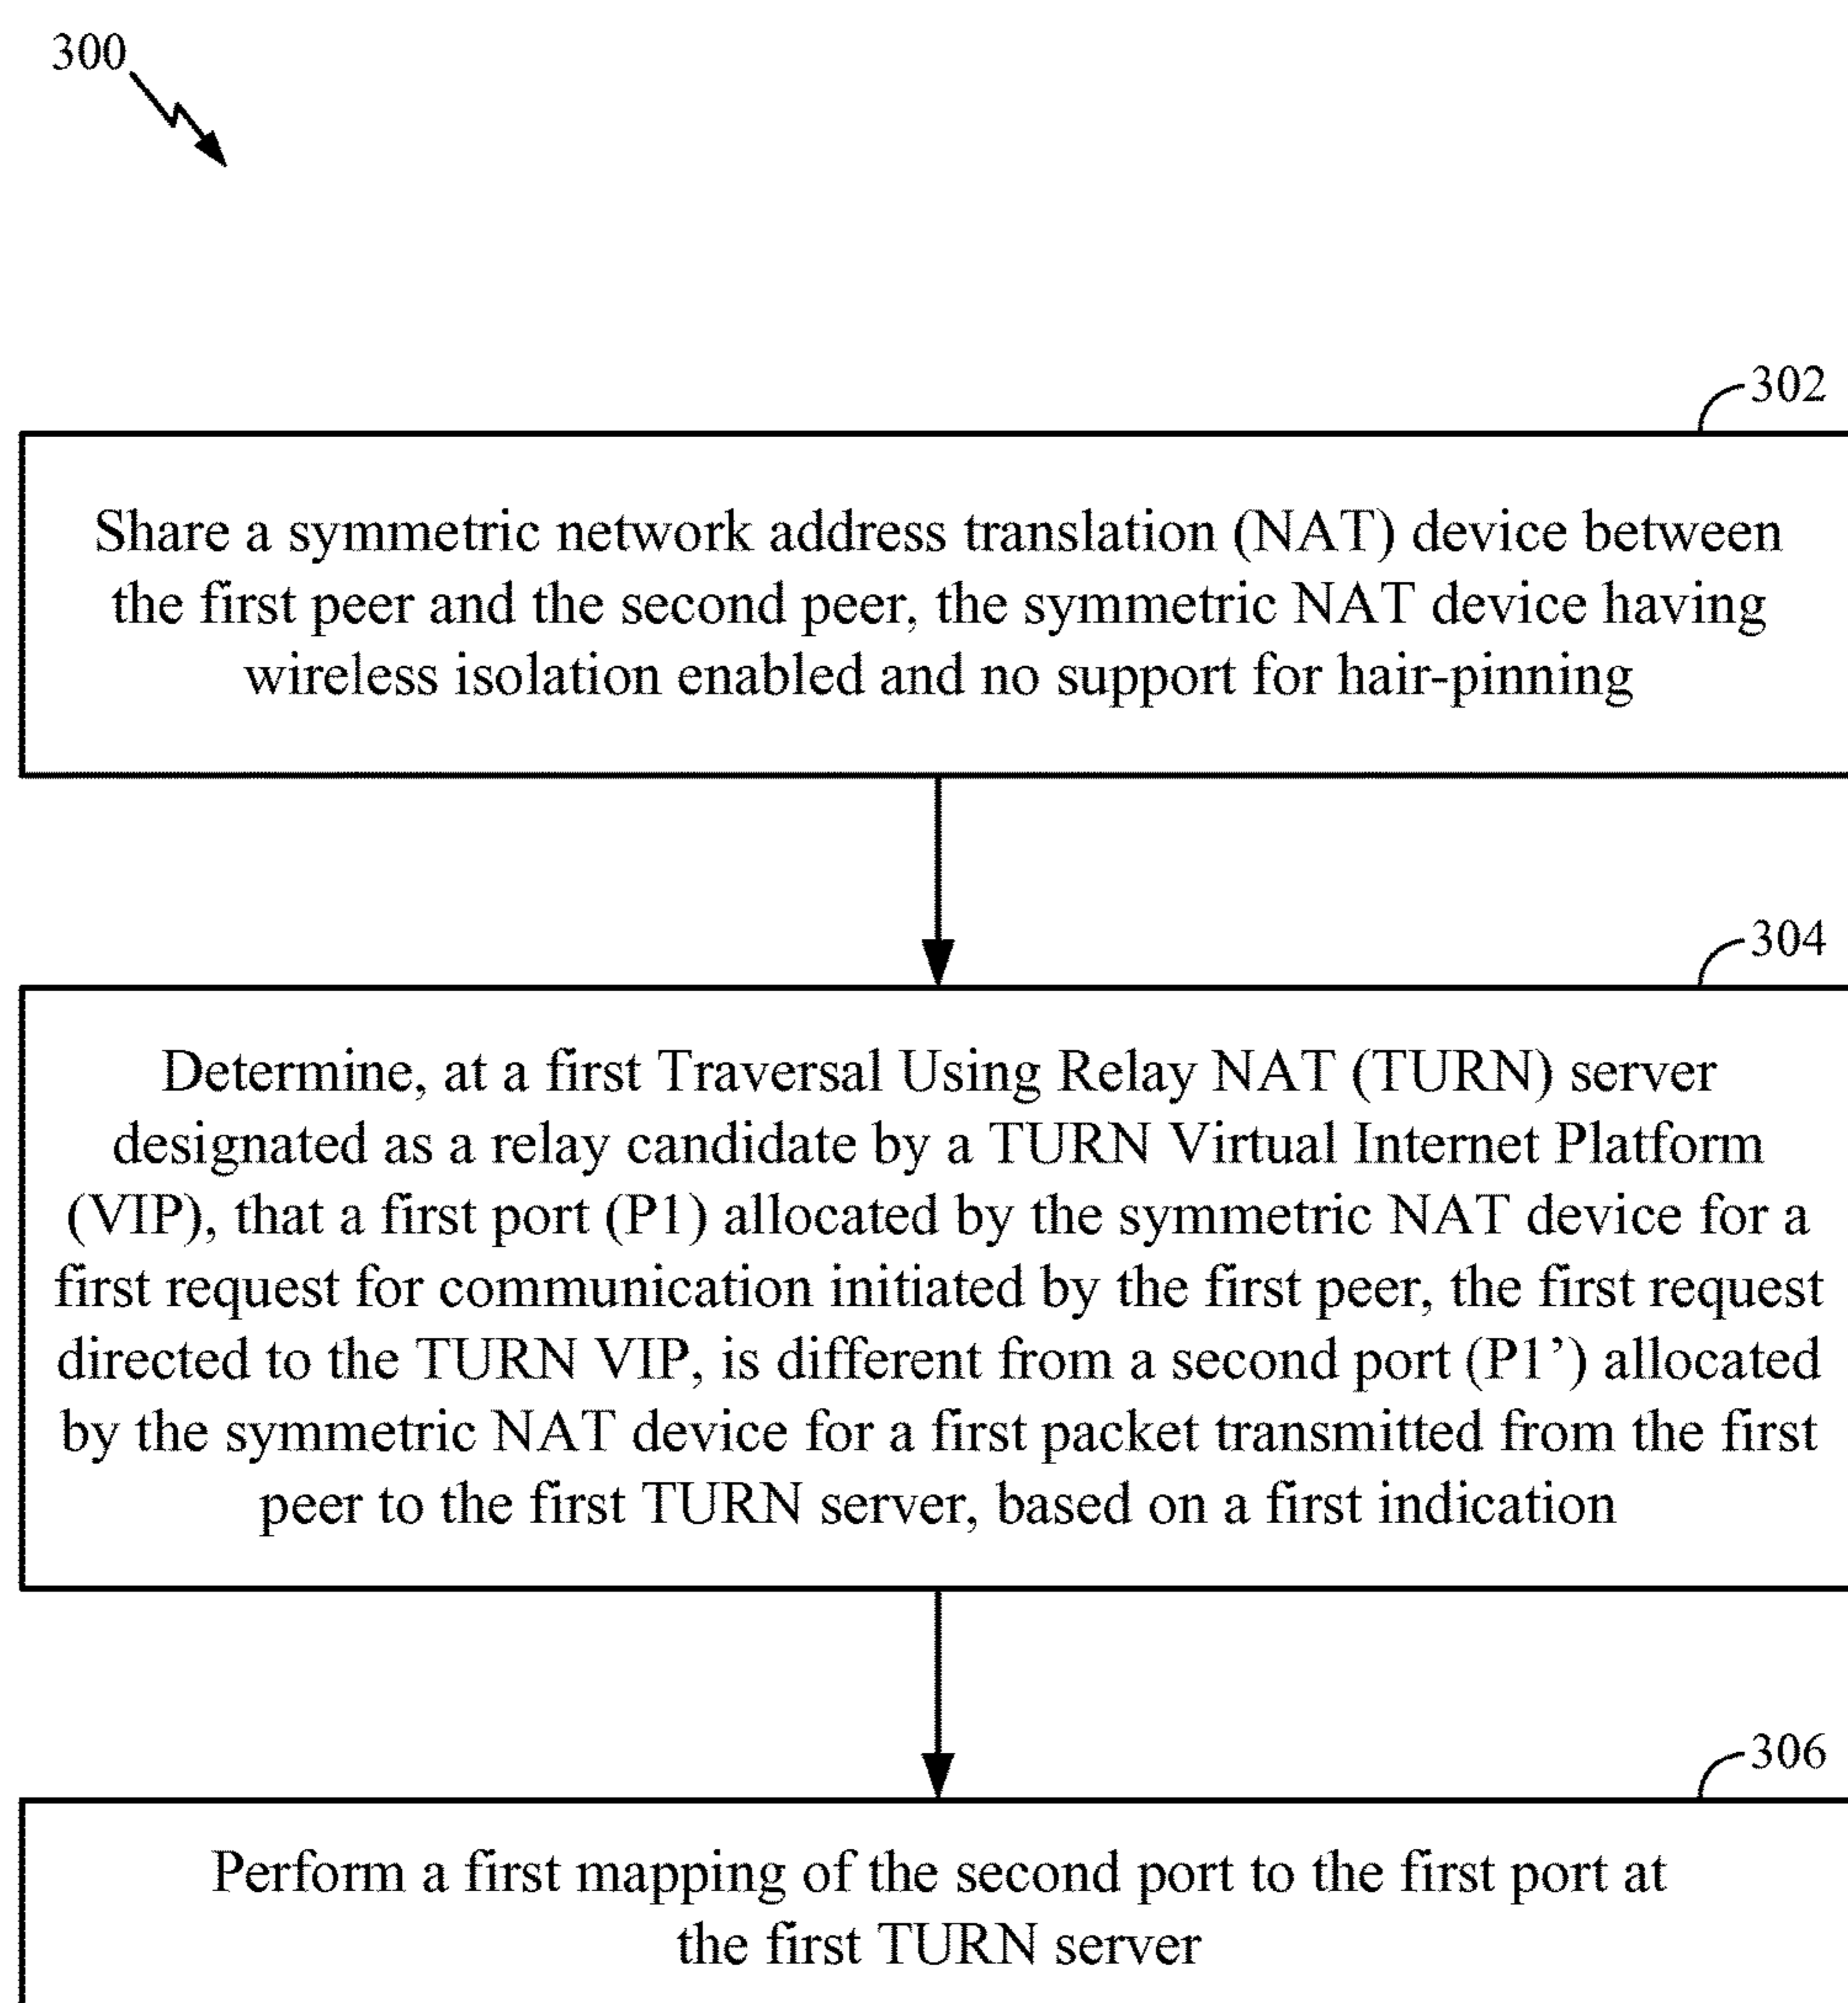 300
302
Share a symmetric network address translation (NAT) device between
the first peer and the second peer, the symmetric NAT device having
wireless isolation enabled and no support for hair-pinning
304
Determine, at a first Traversal Using Relay NAT (TURN) server
designated as a relay candidate by a TURN Virtual Internet Platform
(VIP), that a first port (P1) allocated by the symmetric NAT device for a
first request for communication initiated by the first peer, the first request
directed to the TURN VIP, is different from a second port (P1’) allocated
by the symmetric NAT device for a first packet transmitted from the first
peer to the first TURN server, based on a first indication
306
Perform a first mapping of the second port to the first port at
the first TURN server